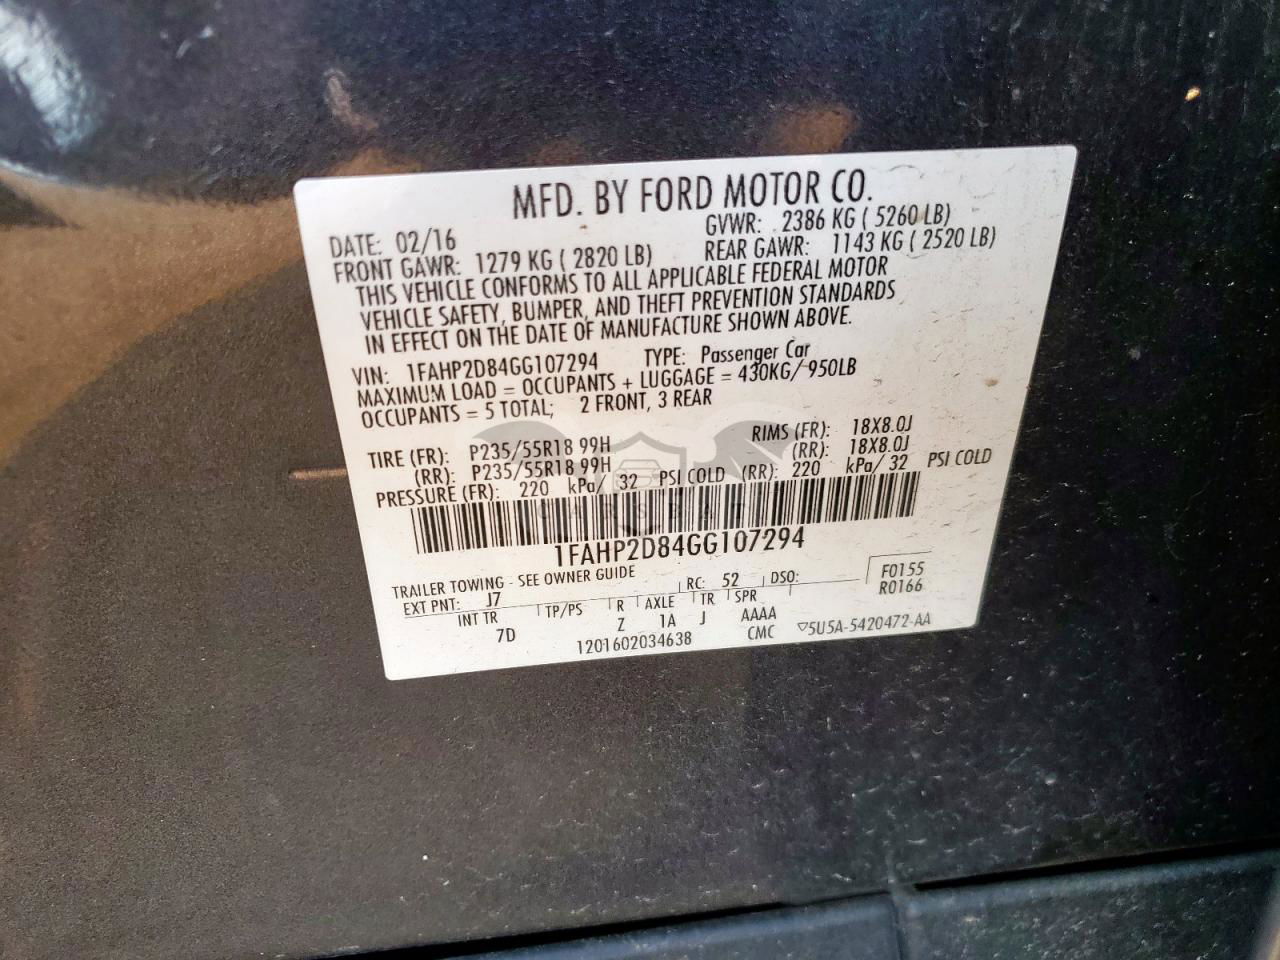 MFD. BY FORD MOTOR CO.
DATE: 02/16 GVWR: 2386 KG ( 5260 LB)
FRONT GAWR: 1279 KG ( 2820 LB) REAR GAWR: 1143 KG ( 2520 LB)
THIS VEHICLE CONFORMS TO ALL APPLICABLE FEDERAL MOTOR
VEHICLE SAFETY, BUMPER, AND THEFT PREVENTION STANDARDS
IN EFFECT ON THE DATE OF MANUFACTURE SHOWN ABOVE.
VIN: 1FAHP2D84GG107294 TYPE: Passenger Car
MAXIMUM LOAD = OCCUPANTS + LUGGAGE = 430KG/ 950LB
OCCUPANTS = 5 TOTAL; 2 FRONT, 3 REAR
TIRE (FR): P235/55R18 99H RIMS (FR): 18X8.0J
(RR): P235/55R18 99H (RR): 18X8.0J
PRESSURE (FR): 220 kPa/ 32 PSI COLD (RR): 220 kPa/ 32 PSI COLD
1FAHP2D84GG107294
TRAILER TOWING - SEE OWNER GUIDE
EXT PNT: J7 RC: 52 DSO: F0155
R0166
INT TR TP/PS R AXLE TR SPR
7D Z 1A J AAAA
1201602034638 CMC ▽5U5A-5420472-AA